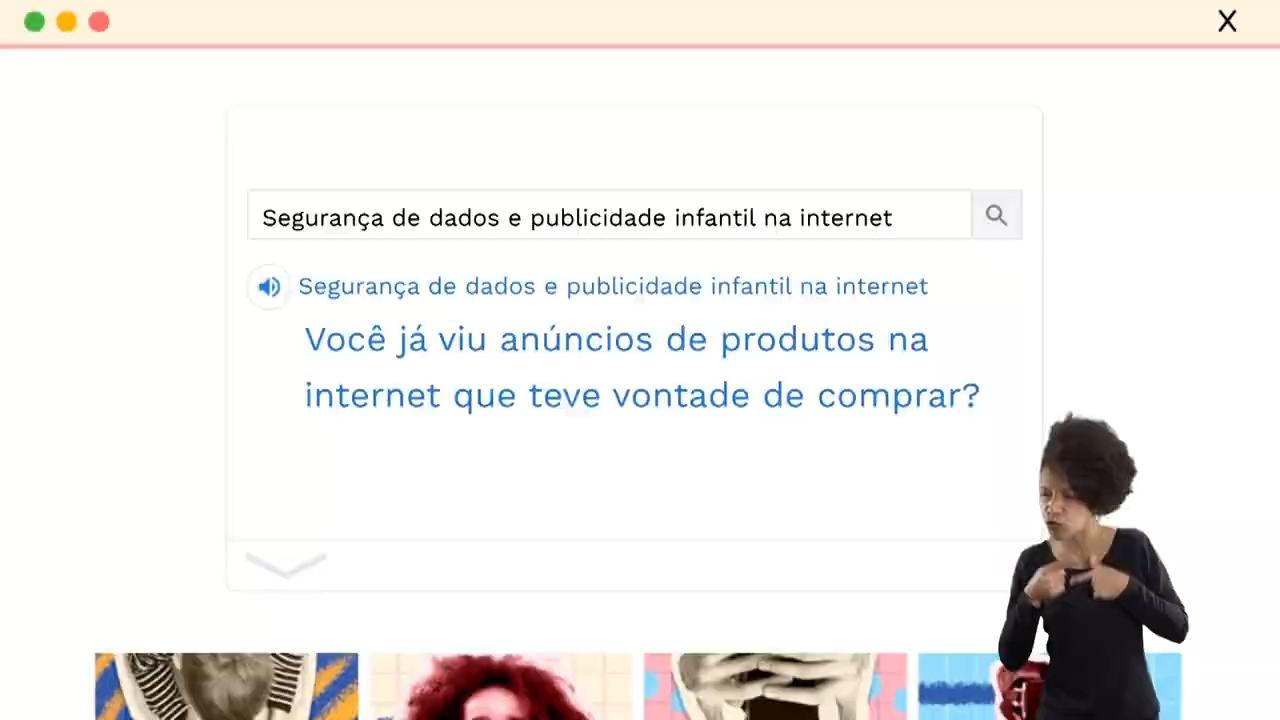 X
Segurança de dados e publicidade infantil na internet
Segurança de dados e publicidade infantil na internet
Você já viu anúncios de produtos na
internet que teve vontade de comprar?